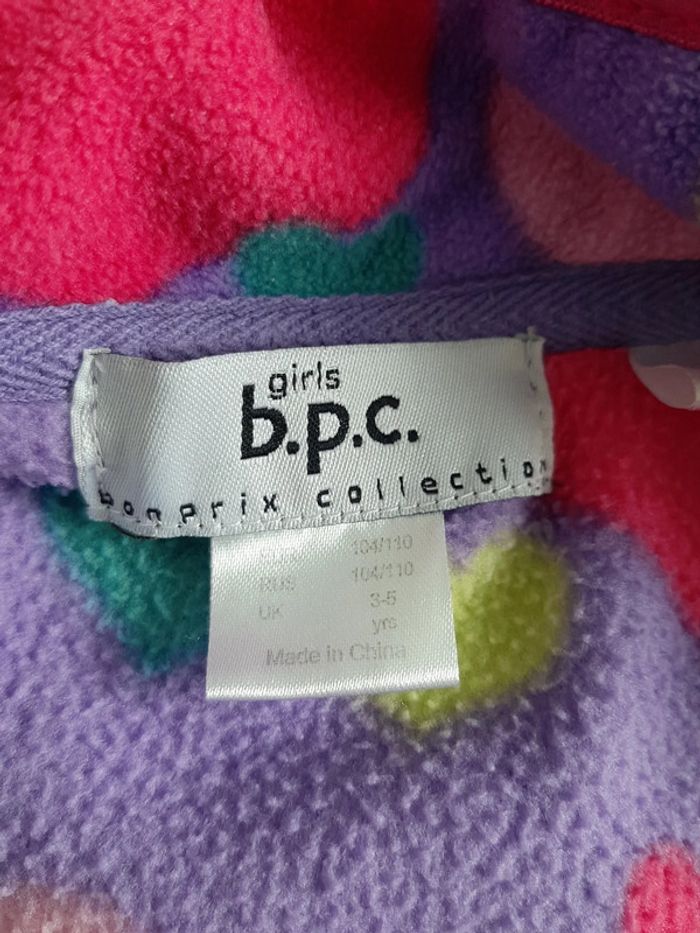 girls
b.p.c.
bonprix collection
104/110
RUS 104/110
UK 3-5
yrs
Made in China